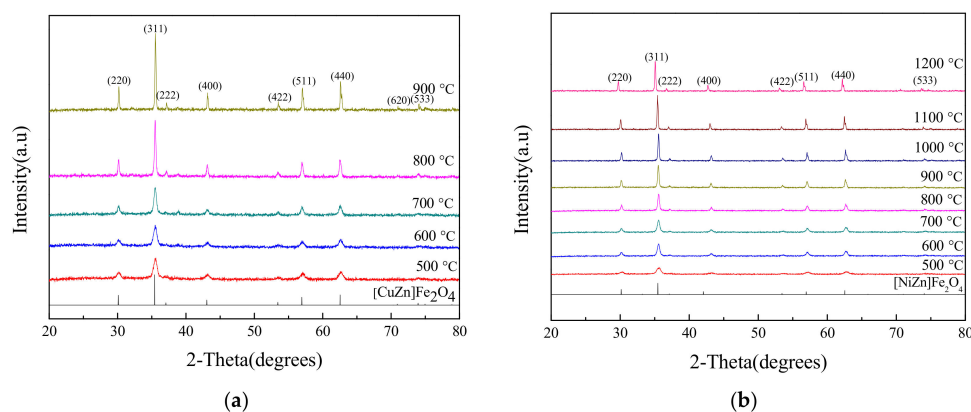 (311)
(220)
(222)
(400)
(422)
(511)
(440)
(620)
(533)
900 °C
800 °C
700 °C
600 °C
500 °C
[CuZn]Fe2O4
Intensity(a.u)
20 30 40 50 60 70 80
2-Theta(degrees)
(a)
(311)
(220)
(222)
(400)
(422)
(511)
(440)
(533)
1200 °C
1100 °C
1000 °C
900 °C
800 °C
700 °C
600 °C
500 °C
[NiZn]Fe2O4
Intensity(a.u)
20 30 40 50 60 70 80
2-Theta(degrees)
(b)